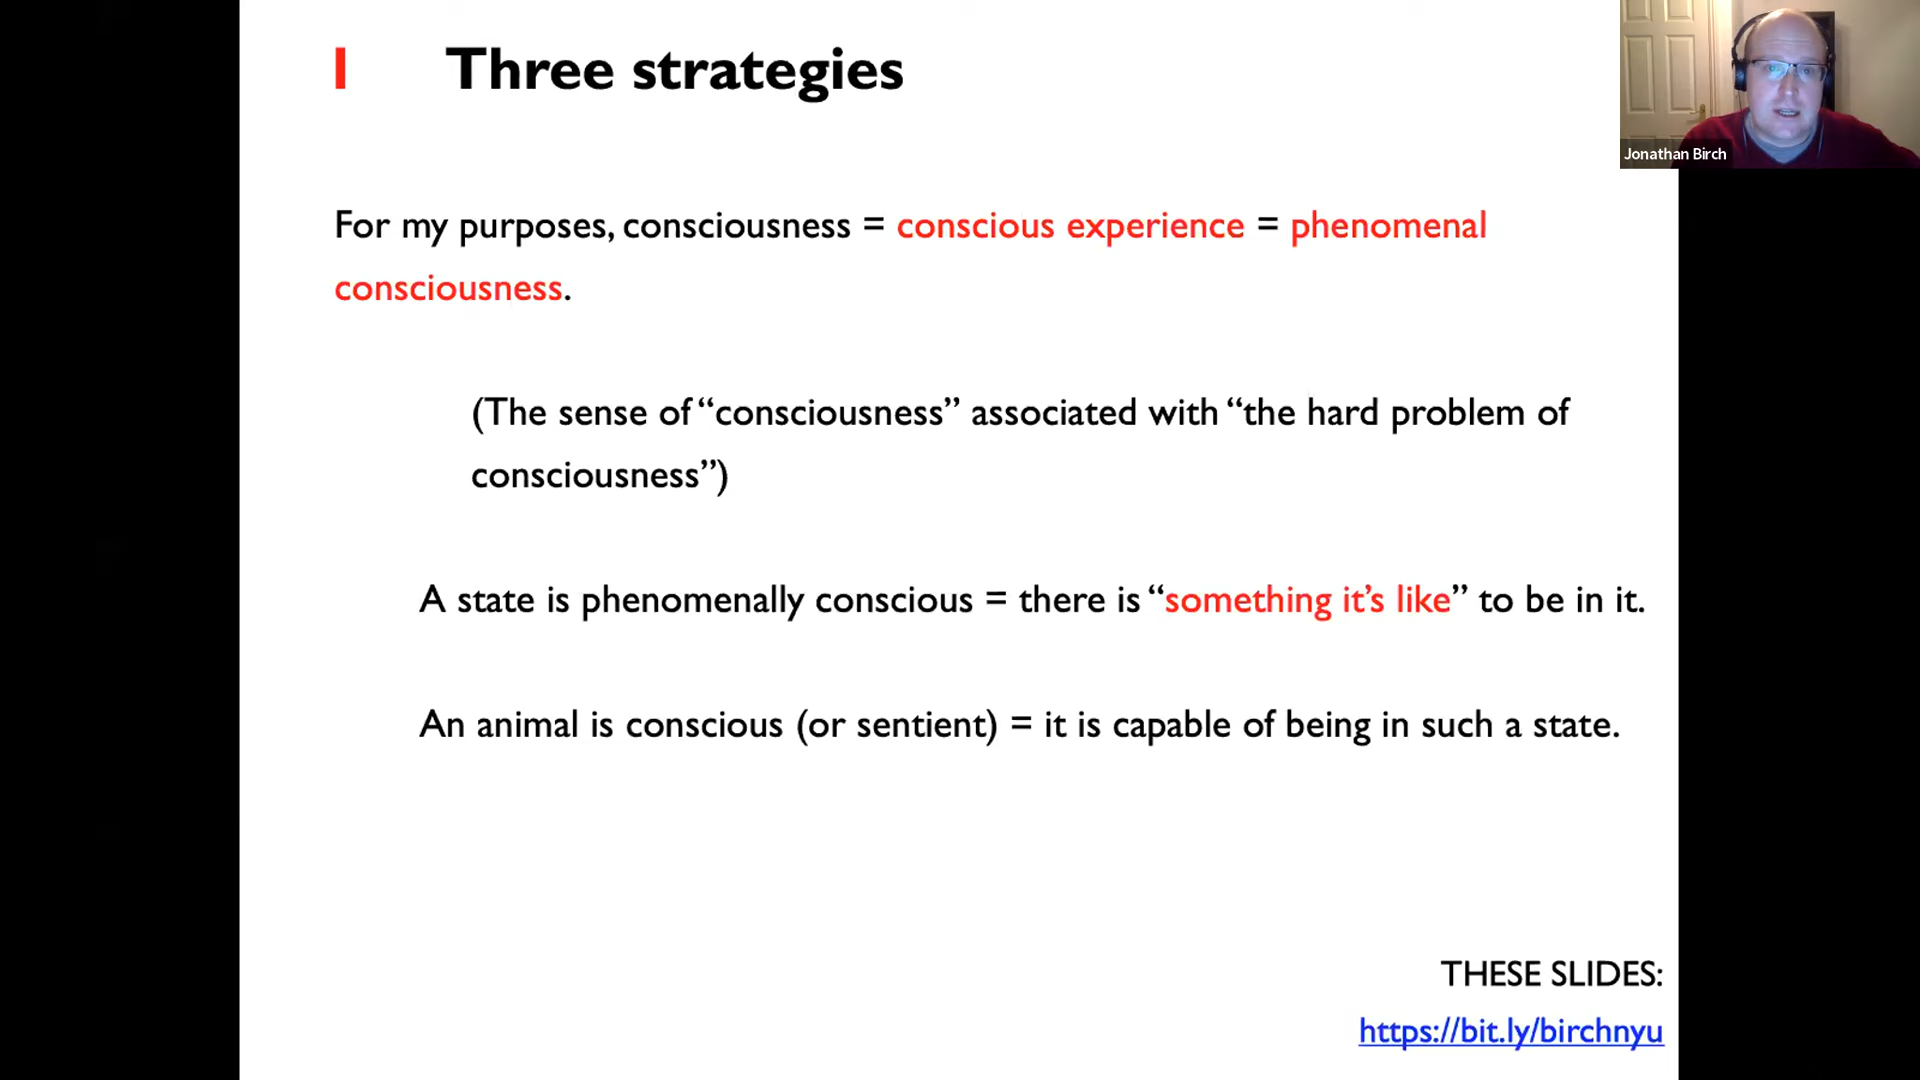 I Three strategies
Jonathan Birch
For my purposes, consciousness = conscious experience = phenomenal
consciousness.
(The sense of “consciousness” associated with “the hard problem of
consciousness”)
A state is phenomenally conscious = there is “something it’s like” to be in it.
An animal is conscious (or sentient) = it is capable of being in such a state.
THESE SLIDES:
https://bit.ly/birchnyu